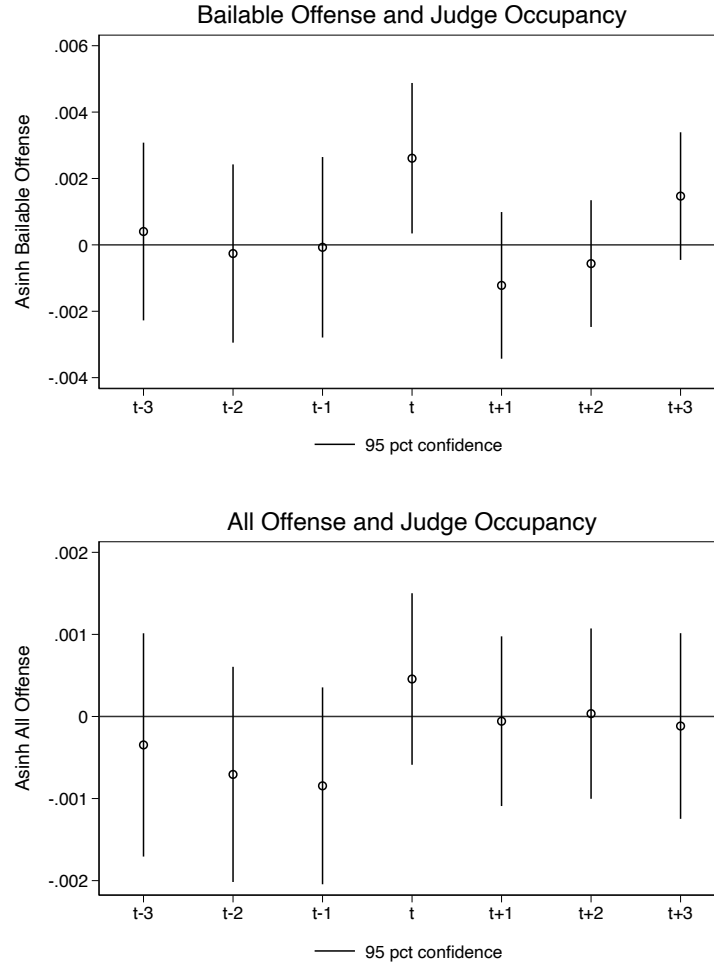 Bailable Offense and Judge Occupancy
Asinh Bailable Offense
.006
.004
.002
0
-.002
-.004
t-3 t-2 t-1 t t+1 t+2 t+3
95 pct confidence
All Offense and Judge Occupancy
Asinh All Offense
.002
.001
0
-.001
-.002
t-3 t-2 t-1 t t+1 t+2 t+3
95 pct confidence